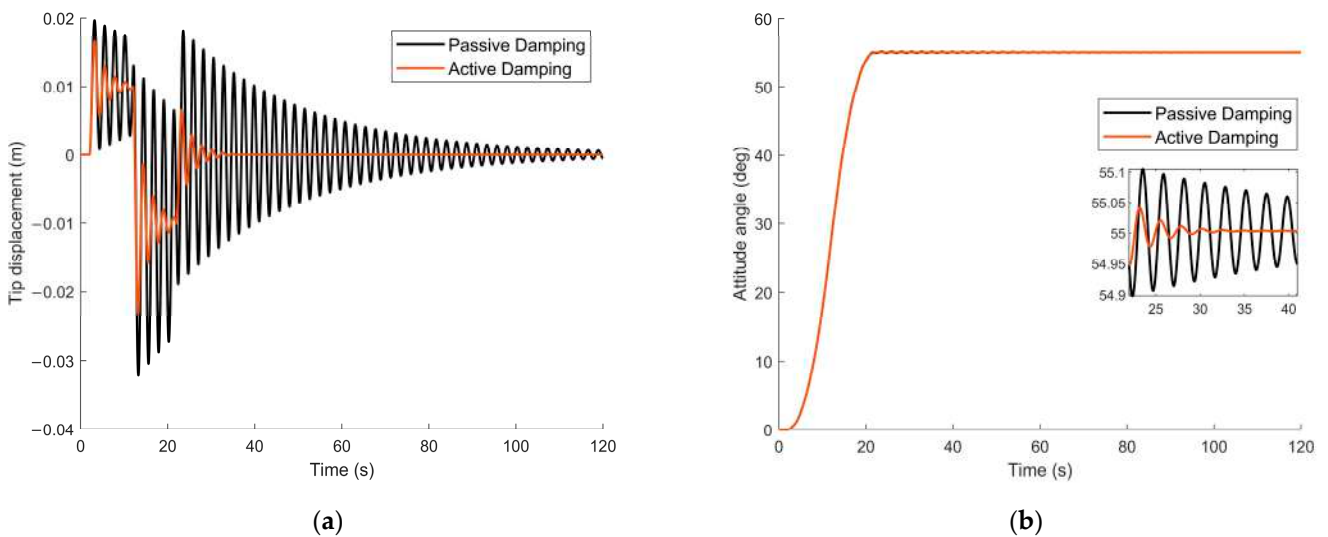 0.02
0.01
0
−0.01
−0.02
−0.03
−0.04
0 20 40 60 80 100 120
Time (s)
Tip displacement (m)
Passive Damping
Active Damping
(a)
60
50
40
30
20
10
0
0 20 40 60 80 100 120
Time (s)
Attitude angle (deg)
Passive Damping
Active Damping
55.1
55.05
55
54.95
54.9
25 30 35 40
(b)